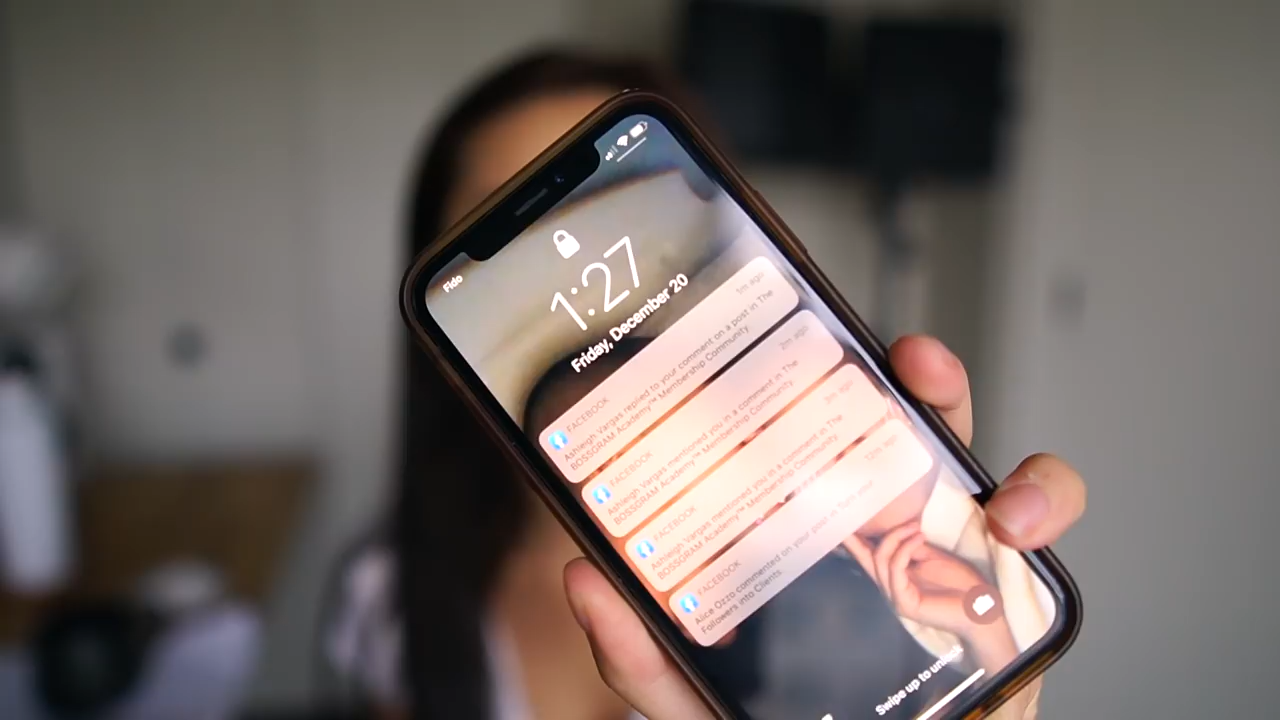 Fido
1:27
Friday, December 20
FACEBOOK
1m ago
Ashleigh Vargas replied to your comment on a post in The
BOSSGRAM Academy™ Membership Community.
FACEBOOK
2m ago
Ashleigh Vargas mentioned you in a comment in The
BOSSGRAM Academy™ Membership Community.
FACEBOOK
ago
Ashleigh Vargas mentioned you in a comment in The
BOSSGRAM Academy™ Membership Community.
FACEBOOK
ago
Alice Ozzo commented on your post in Turn your
Followers into Clients.
Swipe up to unlock